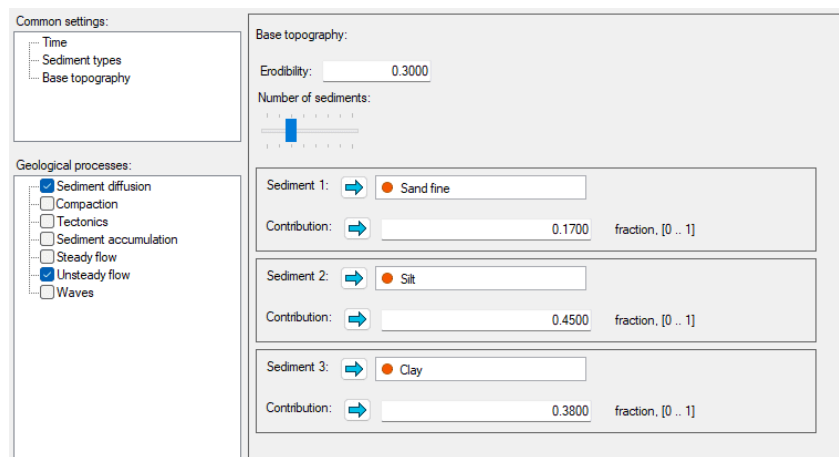 Common settings:
Time
Sediment types
Base topography
Geological processes:
Sediment diffusion
Compaction
Tectonics
Sediment accumulation
Steady flow
Unsteady flow
Waves
Base topography:
Erodibility: 0.3000
Number of sediments:
Sediment 1: Sand fine
Contribution: 0.1700 fraction, [0 .. 1]
Sediment 2: Silt
Contribution: 0.4500 fraction, [0 .. 1]
Sediment 3: Clay
Contribution: 0.3800 fraction, [0 .. 1]